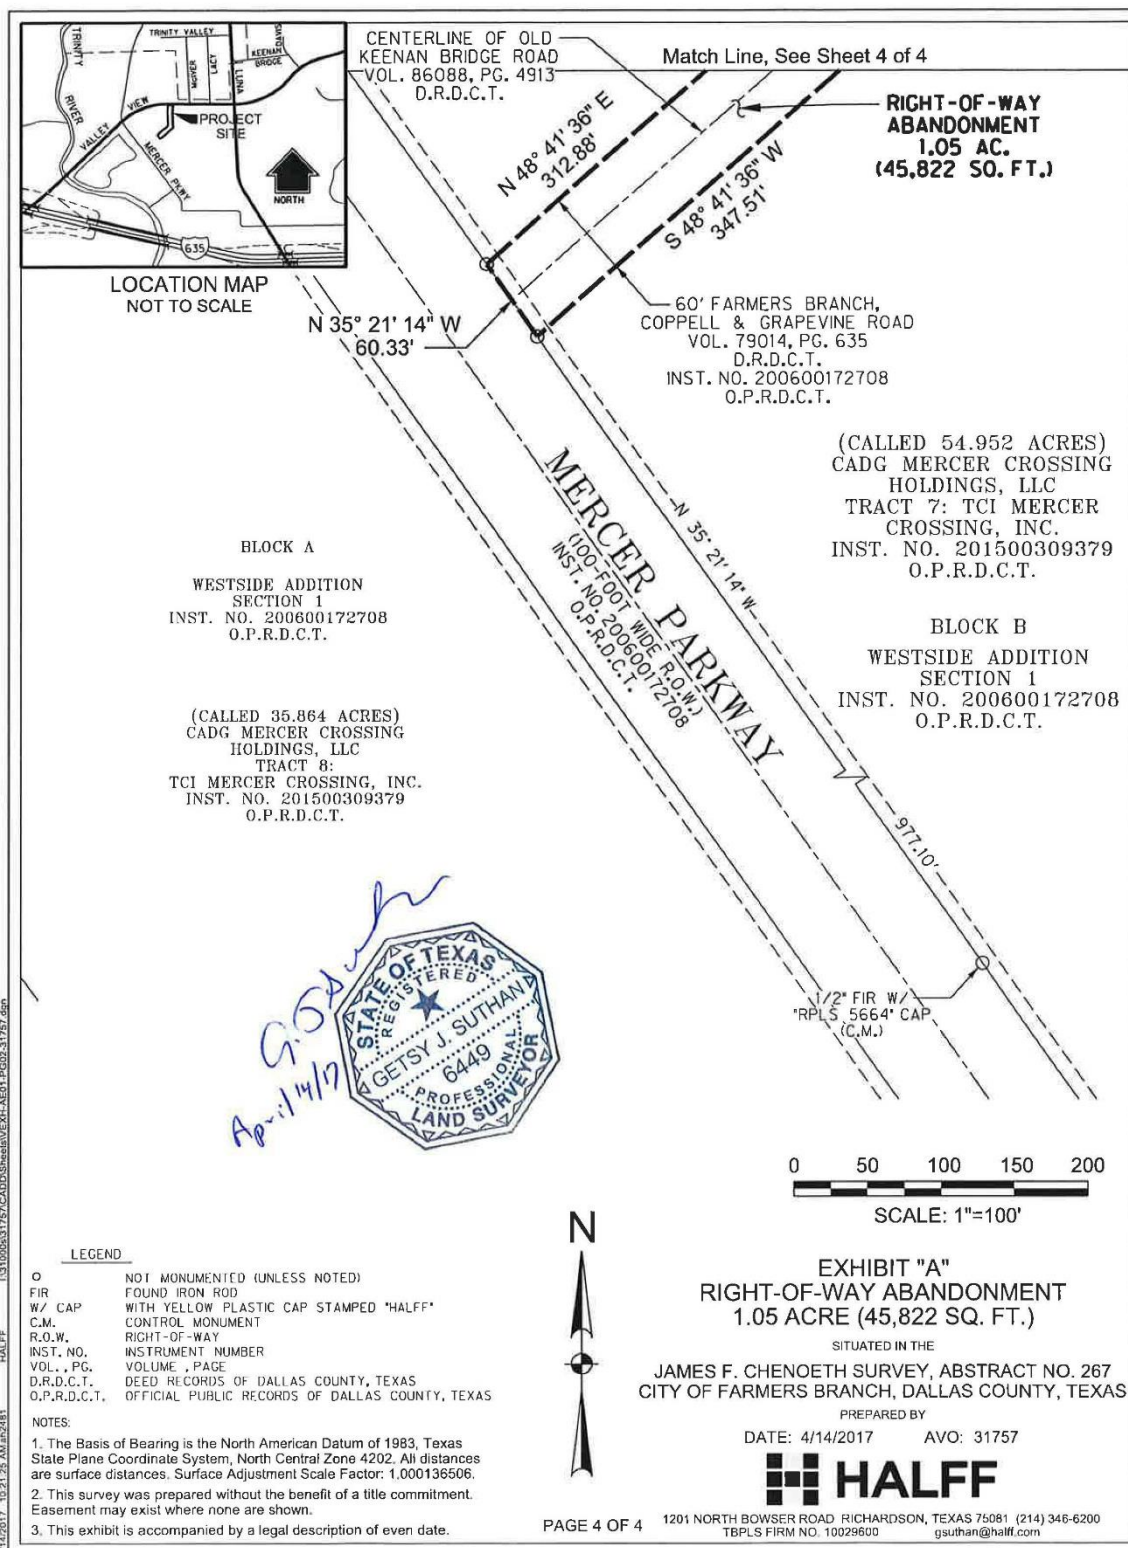 TRINITY VALLEY
TRINITY
RIVER
McIVER
LACY
LUNA
KEENAN
BRIDGE
DAVIS
VALLEY
VIEW
PROJECT
SITE
MERCER PKWY
NORTH
635
LOCATION MAP
NOT TO SCALE
CENTERLINE OF OLD
KEENAN BRIDGE ROAD
VOL. 86088, PG. 4913
D.R.D.C.T.
Match Line, See Sheet 4 of 4
RIGHT-OF-WAY
ABANDONMENT
1.05 AC.
(45,822 SQ. FT.)
N 48° 41' 36" E
312.88'
S 48° 41' 36" W
347.51'
N 35° 21' 14" W
60.33'
60' FARMERS BRANCH,
COPPELL & GRAPEVINE ROAD
VOL. 79014, PG. 635
D.R.D.C.T.
INST. NO. 200600172708
O.P.R.D.C.T.
(CALLED 54.952 ACRES)
CADG MERCER CROSSING
HOLDINGS, LLC
TRACT 7: TCI MERCER
CROSSING, INC.
INST. NO. 201500309379
O.P.R.D.C.T.
BLOCK B
WESTSIDE ADDITION
SECTION 1
INST. NO. 200600172708
O.P.R.D.C.T.
MERCER PARKWAY
(100-FOOT WIDE R.O.W.)
INST. NO. 200600172708
O.P.R.D.C.T.
N 35° 21' 14" W
977.10'
BLOCK A
WESTSIDE ADDITION
SECTION 1
INST. NO. 200600172708
O.P.R.D.C.T.
(CALLED 35.864 ACRES)
CADG MERCER CROSSING
HOLDINGS, LLC
TRACT 8:
TCI MERCER CROSSING, INC.
INST. NO. 201500309379
O.P.R.D.C.T.
1/2" FIR W/
"RPLS 5664" CAP
(C.M.)
April 14/17
STATE OF TEXAS
REGISTERED
GETSY J. SUTHAN
6449
PROFESSIONAL
LAND SURVEYOR
0 50 100 150 200
SCALE: 1"=100'
N
LEGEND
O NOT MONUMENTED (UNLESS NOTED)
FIR FOUND IRON ROD
W/ CAP WITH YELLOW PLASTIC CAP STAMPED "HALFF"
C.M. CONTROL MONUMENT
R.O.W. RIGHT-OF-WAY
INST. NO. INSTRUMENT NUMBER
VOL., PG. VOLUME , PAGE
D.R.D.C.T. DEED RECORDS OF DALLAS COUNTY, TEXAS
O.P.R.D.C.T. OFFICIAL PUBLIC RECORDS OF DALLAS COUNTY, TEXAS
NOTES:
1. The Basis of Bearing is the North American Datum of 1983, Texas
State Plane Coordinate System, North Central Zone 4202. All distances
are surface distances. Surface Adjustment Scale Factor: 1.000136506.
2. This survey was prepared without the benefit of a title commitment.
Easement may exist where none are shown.
3. This exhibit is accompanied by a legal description of even date.
PAGE 4 OF 4
EXHIBIT "A"
RIGHT-OF-WAY ABANDONMENT
1.05 ACRE (45,822 SQ. FT.)
SITUATED IN THE
JAMES F. CHENOETH SURVEY, ABSTRACT NO. 267
CITY OF FARMERS BRANCH, DALLAS COUNTY, TEXAS
PREPARED BY
DATE: 4/14/2017 AVO: 31757
HALFF
1201 NORTH BOWSER ROAD RICHARDSON, TEXAS 75081 (214) 346-6200
TBPLS FIRM NO. 10029600 gsuthan@halff.com